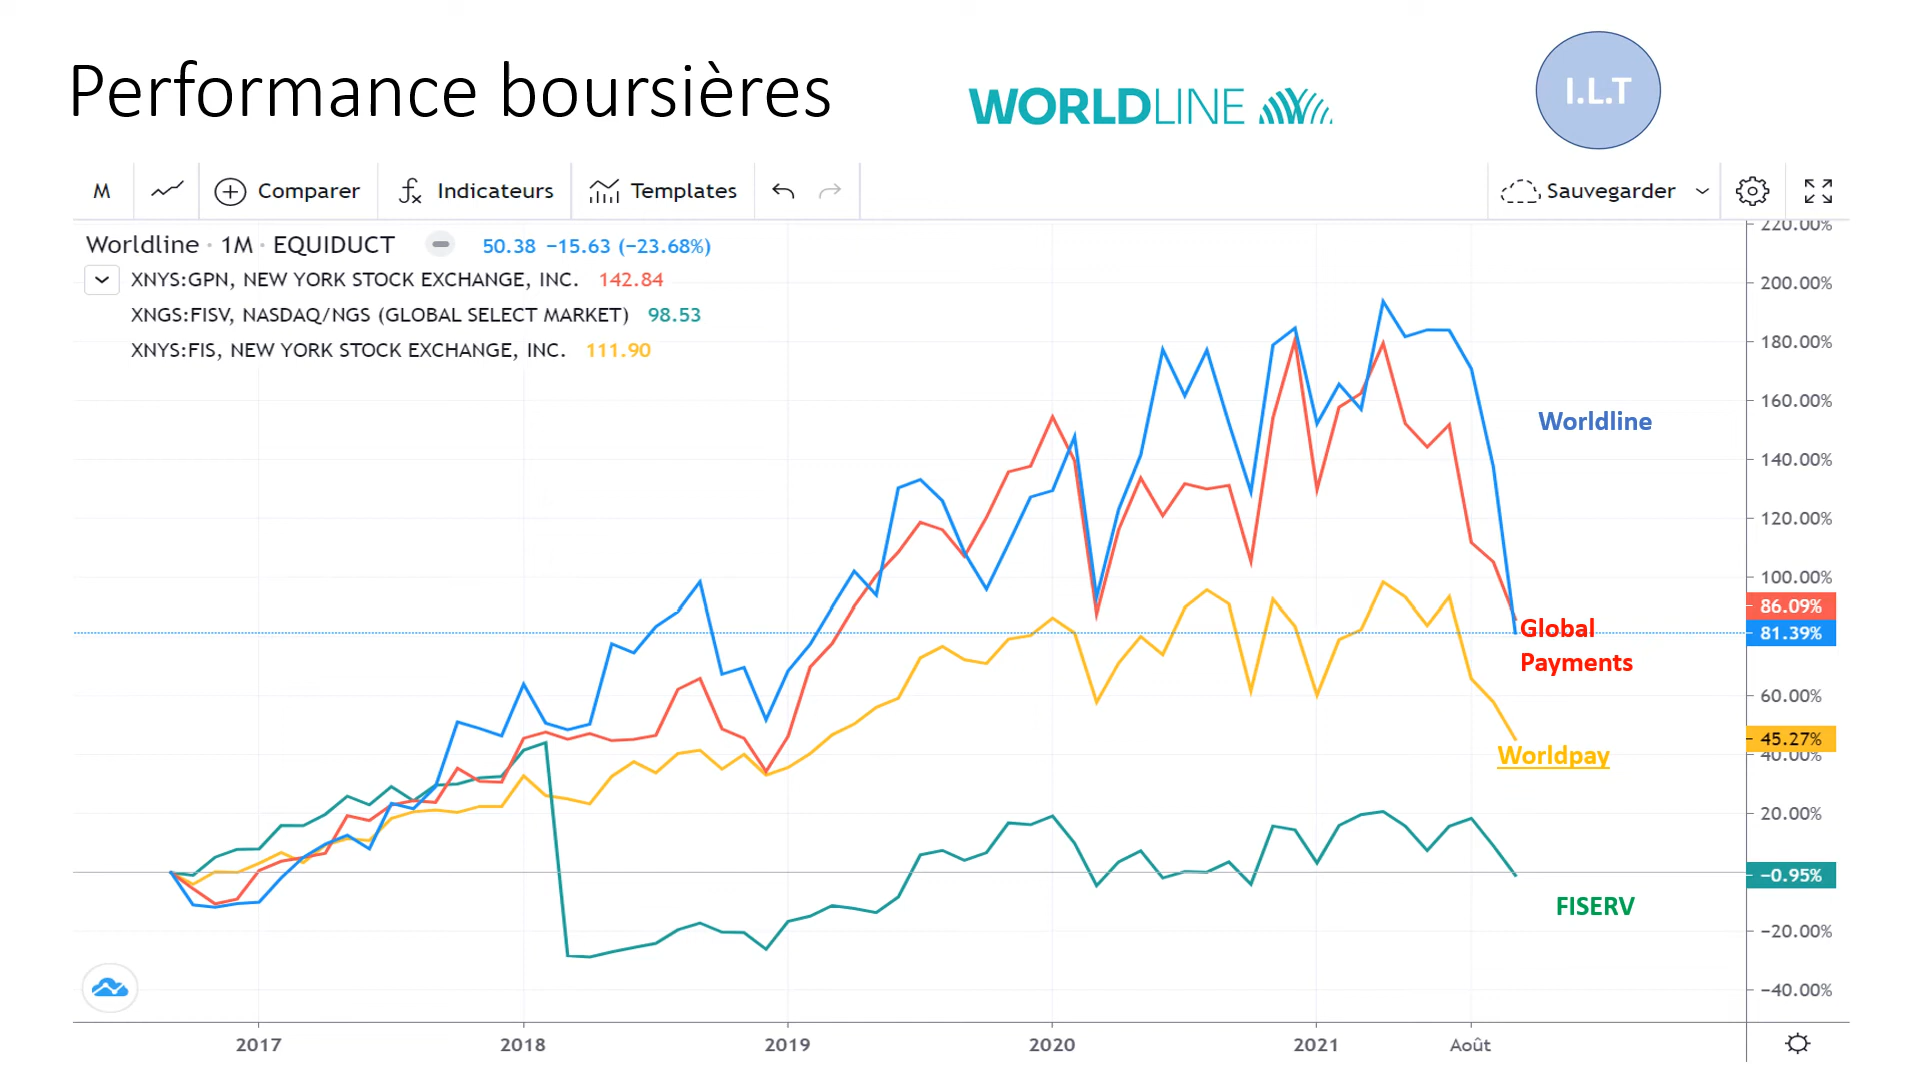 Performance boursières
WORLDLINE
I.L.T
M
Comparer
Indicateurs
Templates
Sauvegarder
Worldline · 1M · EQUIDUCT
50.38 −15.63 (−23.68%)
XNYS:GPN, NEW YORK STOCK EXCHANGE, INC. 142.84
XNGS:FISV, NASDAQ/NGS (GLOBAL SELECT MARKET) 98.53
XNYS:FIS, NEW YORK STOCK EXCHANGE, INC. 111.90
220.00%
200.00%
180.00%
160.00%
140.00%
120.00%
100.00%
86.09%
81.39%
60.00%
45.27%
40.00%
20.00%
−0.95%
−20.00%
−40.00%
Worldline
Global
Payments
Worldpay
FISERV
2017
2018
2019
2020
2021
Août